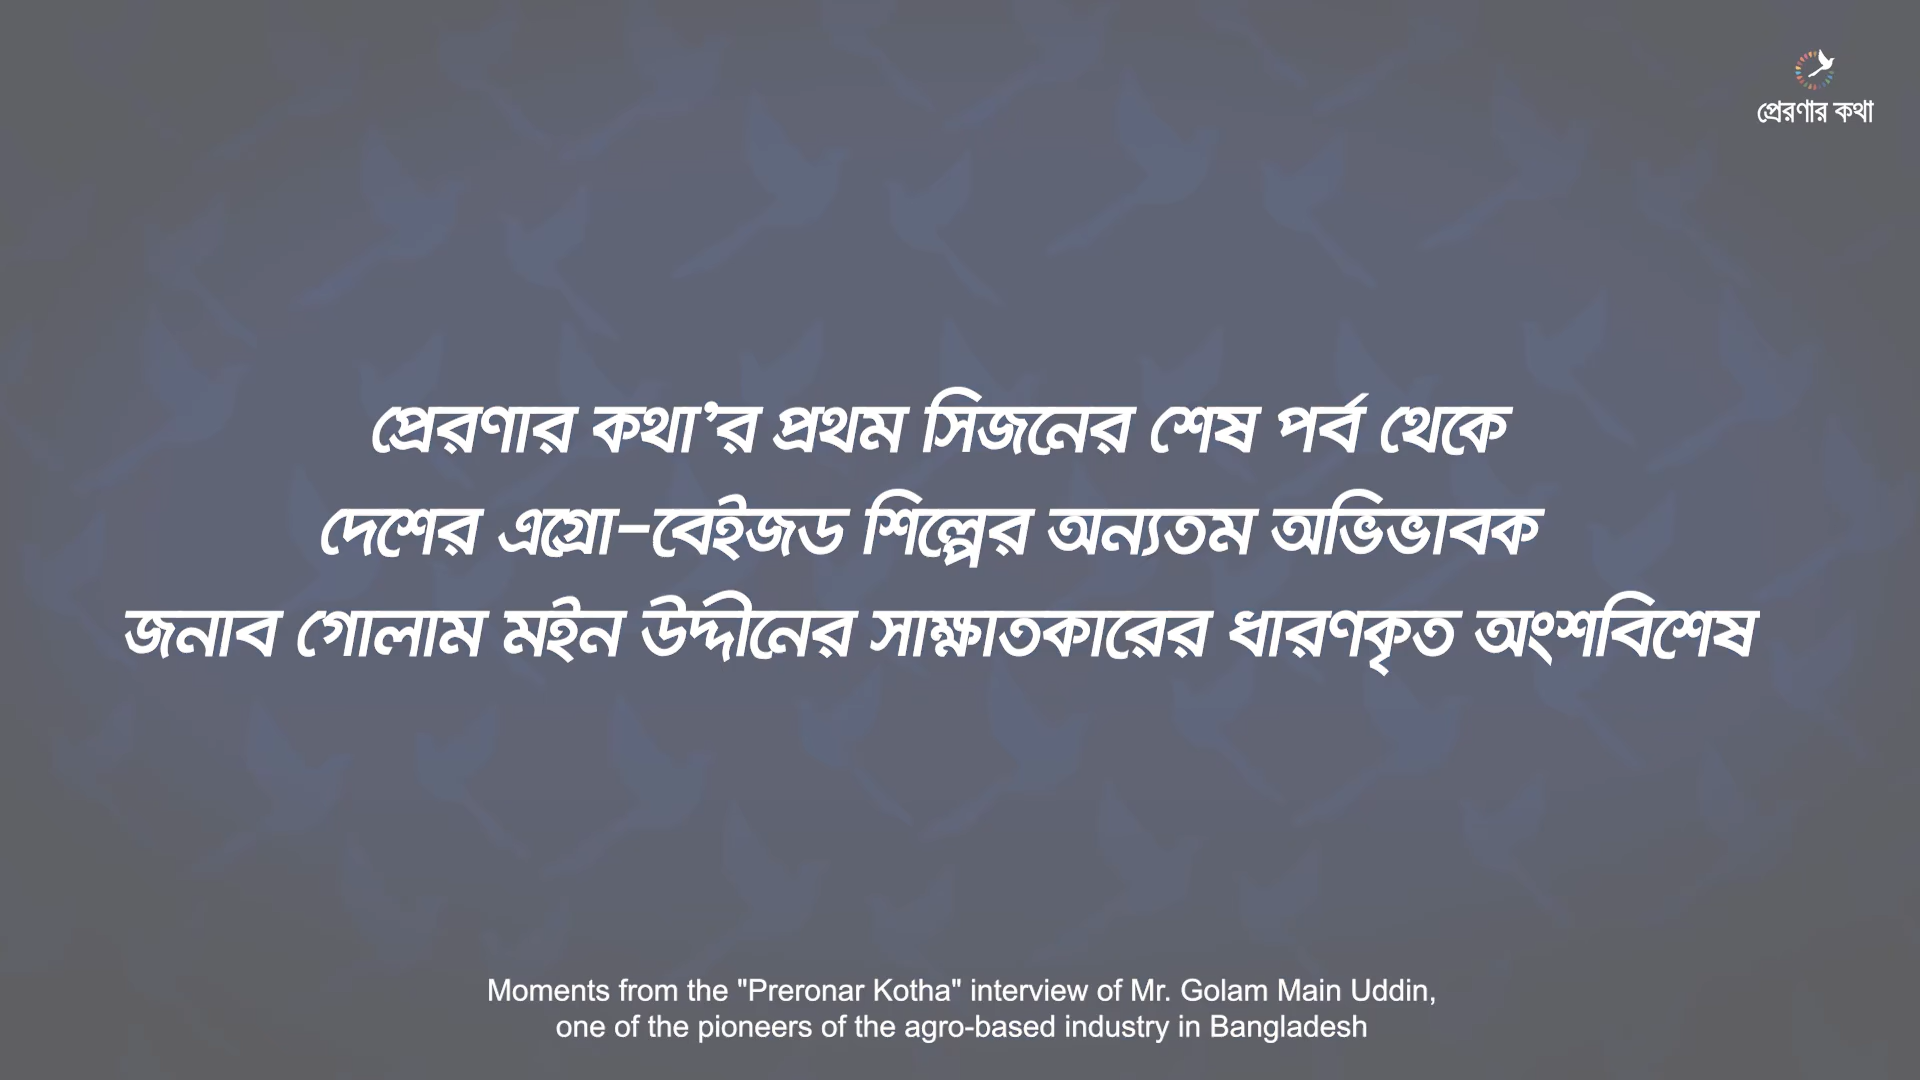 প্রেরণার কথা
প্রেরণার কথা’র প্রথম সিজনের শেষ পর্ব থেকে
দেশের এগ্রো-বেইজড শিল্পের অন্যতম অভিভাবক
জনাব গোলাম মইন উদ্দীনের সাক্ষাতকারের ধারণকৃত অংশবিশেষ
Moments from the "Preronar Kotha" interview of Mr. Golam Main Uddin,
one of the pioneers of the agro-based industry in Bangladesh